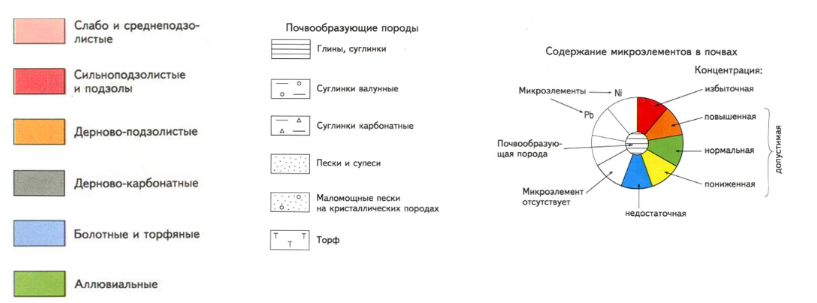 Слабо и среднеподзо-
листые
Сильноподзолистые
и подзолы
Дерново-подзолистые
Дерново-карбонатные
Болотные и торфяные
Аллювиальные
Почвообразующие породы
Глины, суглинки
Суглинки валунные
Суглинки карбонатные
Пески и супеси
Маломощные пески
на кристаллических породах
Торф
Т Т
Т
Содержание микроэлементов в почвах
Концентрация:
Микроэлементы
Ni
Pb
избыточная
повышенная
нормальная
допустимая
Почвообразую-
щая порода
пониженная
Микроэлемент
отсутствует
недостаточная